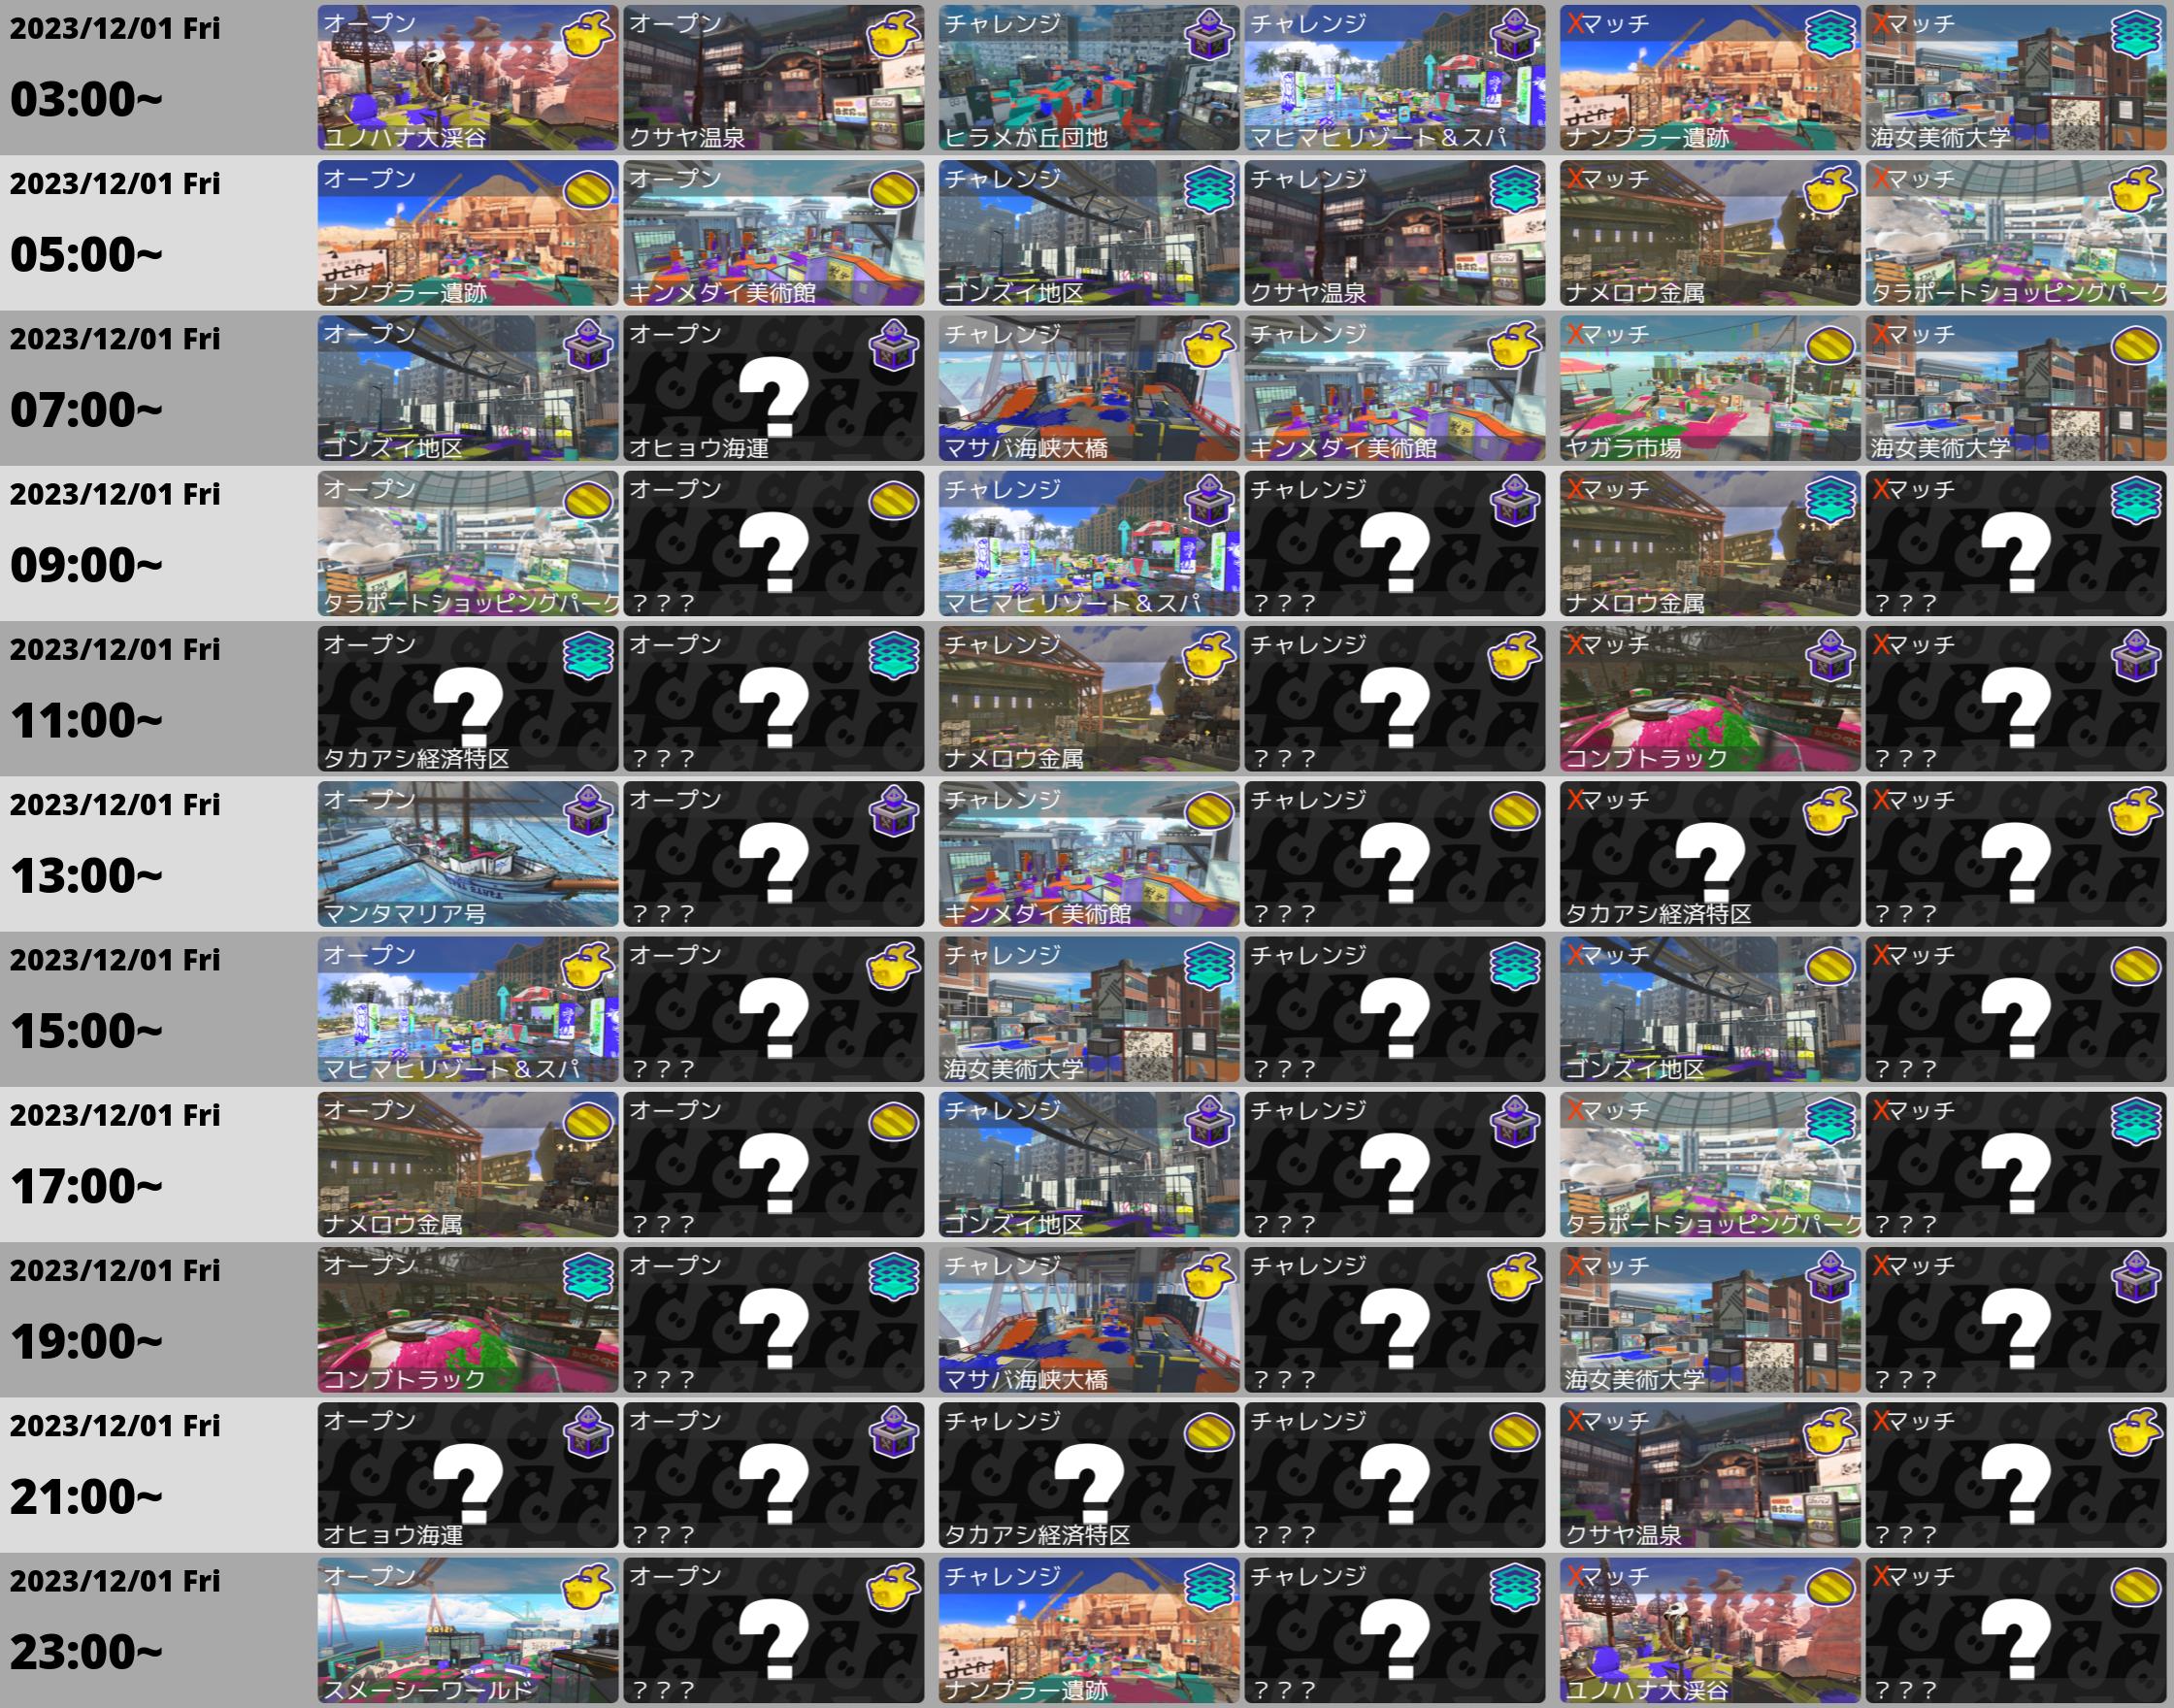 2023/12/01 Fri
03:00~
オープン オープン チャレンジ チャレンジ Xマッチ Xマッチ
ユノハナ大渓谷 クサヤ温泉 ヒラメが丘団地 マヒマヒリゾート＆スパ ナンプラー遺跡 海女美術大学
2023/12/01 Fri
05:00~
オープン オープン チャレンジ チャレンジ Xマッチ Xマッチ
ナンプラー遺跡 キンメダイ美術館 ゴンズイ地区 クサヤ温泉 ナメロウ金属 タラポートショッピングパーク
2023/12/01 Fri
07:00~
オープン オープン チャレンジ チャレンジ Xマッチ Xマッチ
ゴンズイ地区 オヒョウ海運 マサバ海峡大橋 キンメダイ美術館 ヤガラ市場 海女美術大学
2023/12/01 Fri
09:00~
オープン オープン チャレンジ チャレンジ Xマッチ Xマッチ
タラポートショッピングパーク ？？？ マヒマヒリゾート＆スパ ？？？ ナメロウ金属 ？？？
2023/12/01 Fri
11:00~
オープン オープン チャレンジ チャレンジ Xマッチ Xマッチ
タカアシ経済特区 ？？？ ナメロウ金属 ？？？ コンブトラック ？？？
2023/12/01 Fri
13:00~
オープン オープン チャレンジ チャレンジ Xマッチ Xマッチ
マンタマリア号 ？？？ キンメダイ美術館 ？？？ タカアシ経済特区 ？？？
2023/12/01 Fri
15:00~
オープン オープン チャレンジ チャレンジ Xマッチ Xマッチ
マヒマヒリゾート＆スパ ？？？ 海女美術大学 ？？？ ゴンズイ地区 ？？？
2023/12/01 Fri
17:00~
オープン オープン チャレンジ チャレンジ Xマッチ Xマッチ
ナメロウ金属 ？？？ ゴンズイ地区 ？？？ タラポートショッピングパーク ？？？
2023/12/01 Fri
19:00~
オープン オープン チャレンジ チャレンジ Xマッチ Xマッチ
コンブトラック ？？？ マサバ海峡大橋 ？？？ 海女美術大学 ？？？
2023/12/01 Fri
21:00~
オープン オープン チャレンジ チャレンジ Xマッチ Xマッチ
オヒョウ海運 ？？？ タカアシ経済特区 ？？？ クサヤ温泉 ？？？
2023/12/01 Fri
23:00~
オープン オープン チャレンジ チャレンジ Xマッチ Xマッチ
スメーシーワールド ？？？ ナンプラー遺跡 ？？？ ユノハナ大渓谷 ？？？